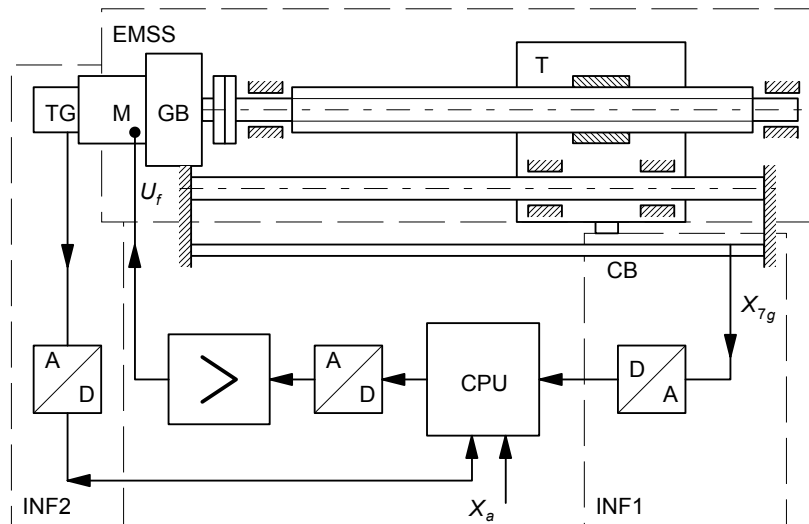 EMSS
T
TG
M
GB
U_f
CB
X_7g
A
D
>
A
D
CPU
D
A
INF2
X_a
INF1